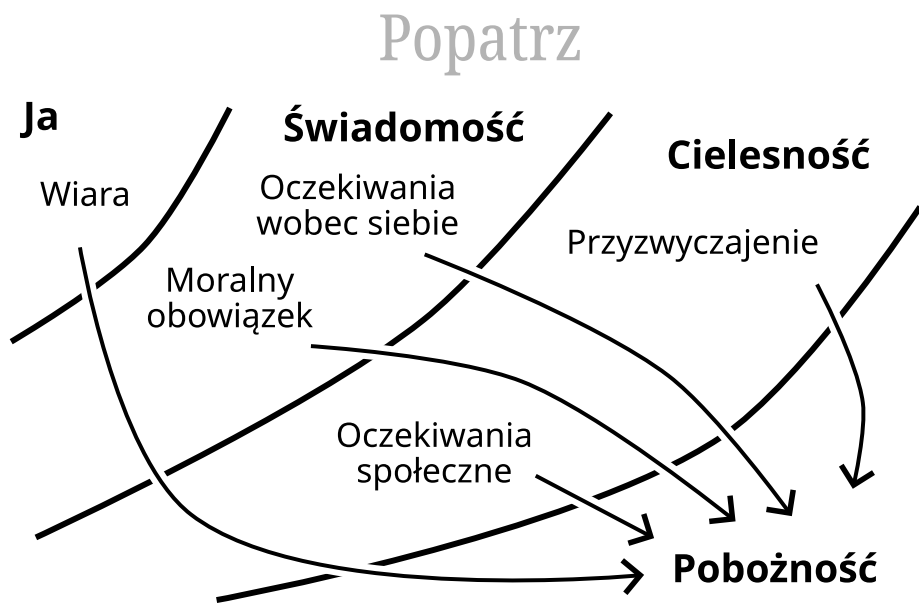 Popatrz
Ja
Świadomość
Cielesność
Wiara
Oczekiwania
wobec siebie
Przyzwyczajenie
Moralny
obowiązek
Oczekiwania
społeczne
Pobożność